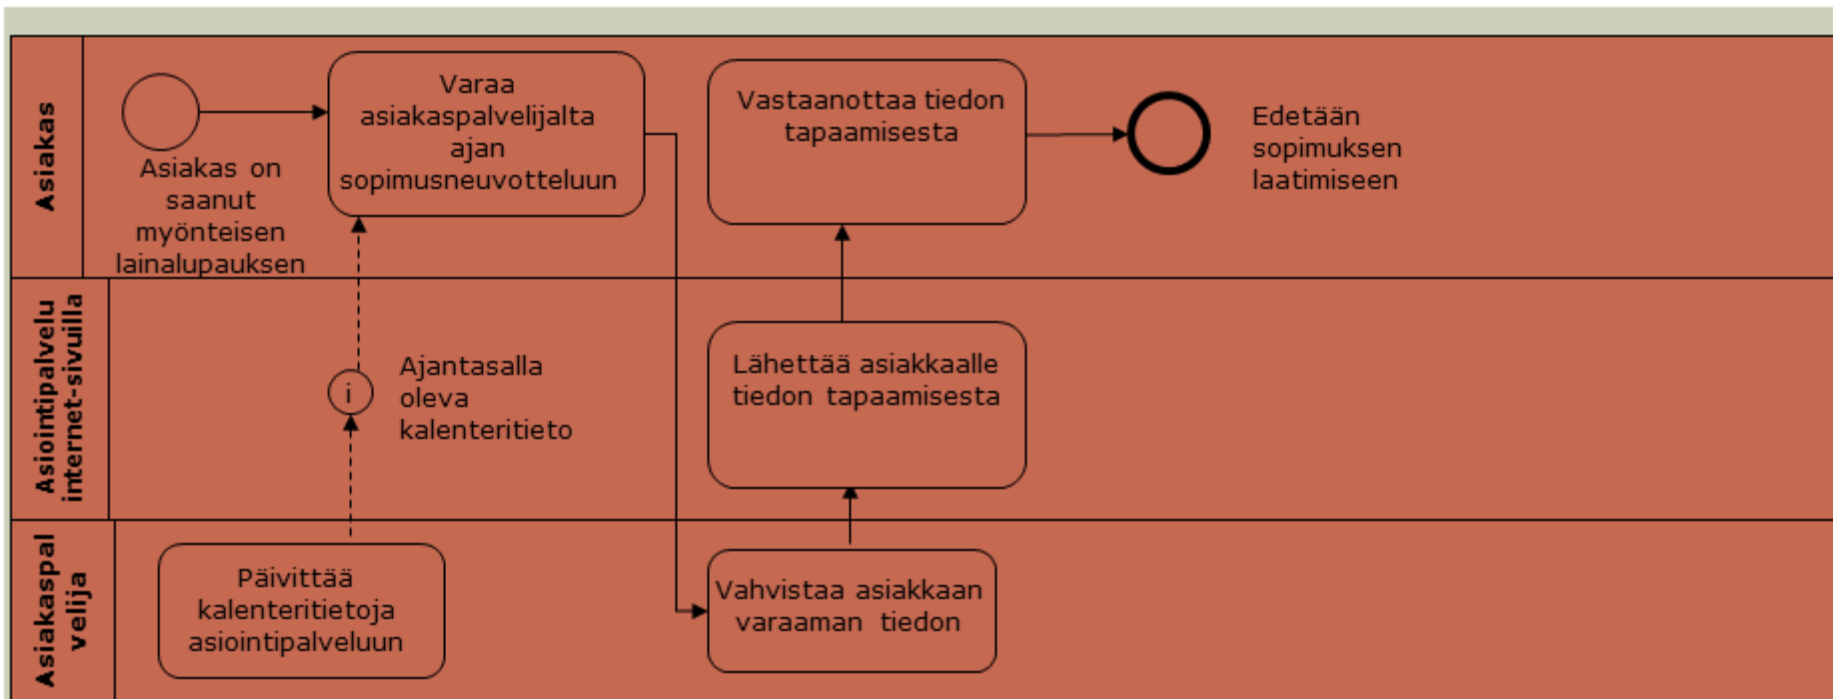 Asiakas
Asiakas on
saanut
myönteisen
lainalupauksen
Varaa
asiakaspalvelijalta
ajan
sopimusneuvotteluun
Vastaanottaa tiedon
tapaamisesta
Edetään
sopimuksen
laatimiseen
Asiointipalvelu
internet-sivuilla
i
Ajantasalla
oleva
kalenteritieto
Lähettää asiakkaalle
tiedon tapaamisesta
Asiakaspal
velija
Päivittää
kalenteritietoja
asiointipalveluun
Vahvistaa asiakkaan
varaaman tiedon